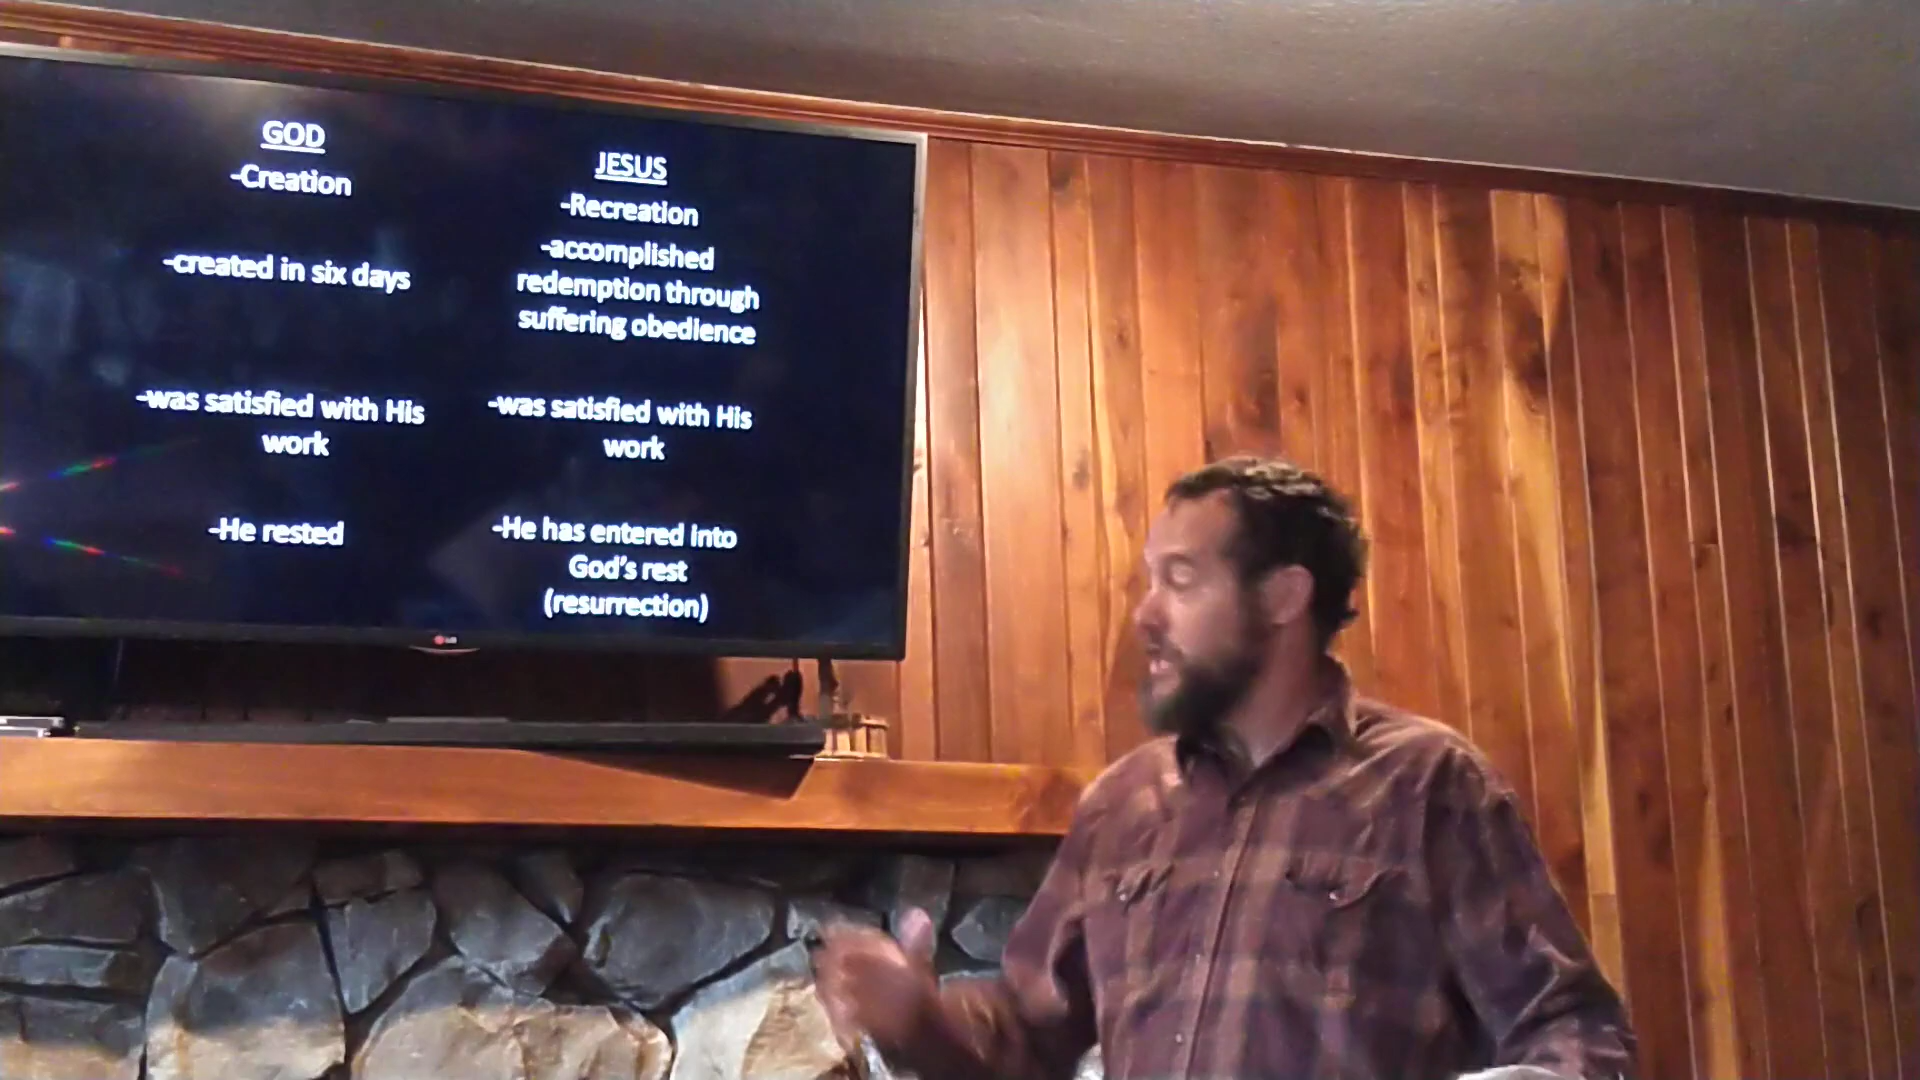 GOD
-Creation
-created in six days
-was satisfied with His
work
-He rested
JESUS
-Recreation
-accomplished
redemption through
suffering obedience
-was satisfied with His
work
-He has entered into
God's rest
(resurrection)
LG